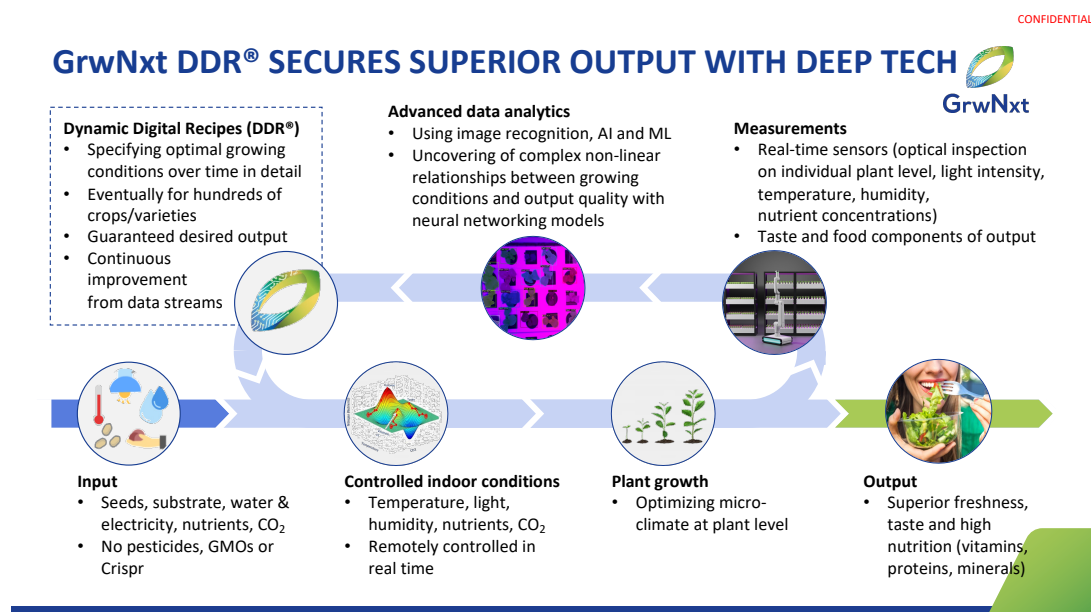 CONFIDENTIAL
GrwNxt DDR® SECURES SUPERIOR OUTPUT WITH DEEP TECH
GrwNxt
Dynamic Digital Recipes (DDR®)
• Specifying optimal growing
conditions over time in detail
• Eventually for hundreds of
crops/varieties
• Guaranteed desired output
• Continuous
improvement
from data streams
Advanced data analytics
• Using image recognition, AI and ML
• Uncovering of complex non-linear
relationships between growing
conditions and output quality with
neural networking models
Measurements
• Real-time sensors (optical inspection
on individual plant level, light intensity,
temperature, humidity,
nutrient concentrations)
• Taste and food components of output
Input
• Seeds, substrate, water &
electricity, nutrients, CO₂
• No pesticides, GMOs or
Crispr
Controlled indoor conditions
• Temperature, light,
humidity, nutrients, CO₂
• Remotely controlled in
real time
Plant growth
• Optimizing micro-
climate at plant level
Output
• Superior freshness,
taste and high
nutrition (vitamins,
proteins, minerals)